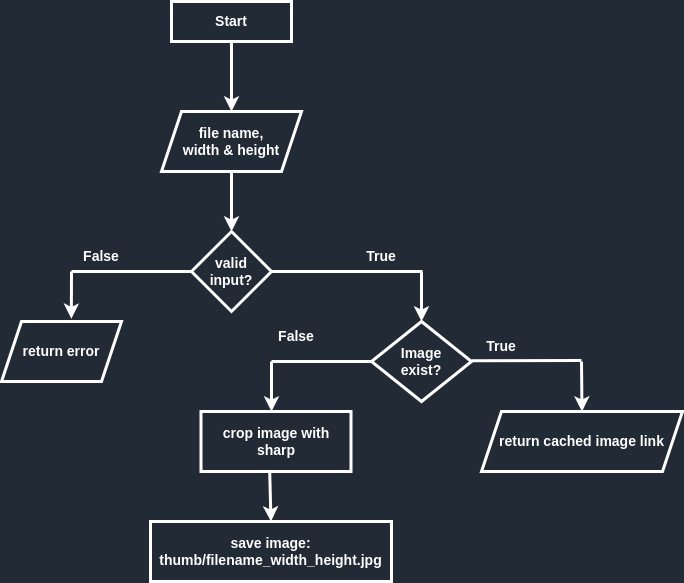 Start
file name,
width & height
False
valid
input?
True
return error
False
Image
exist?
True
crop image with
sharp
return cached image link
save image:
thumb/filename_width_height.jpg